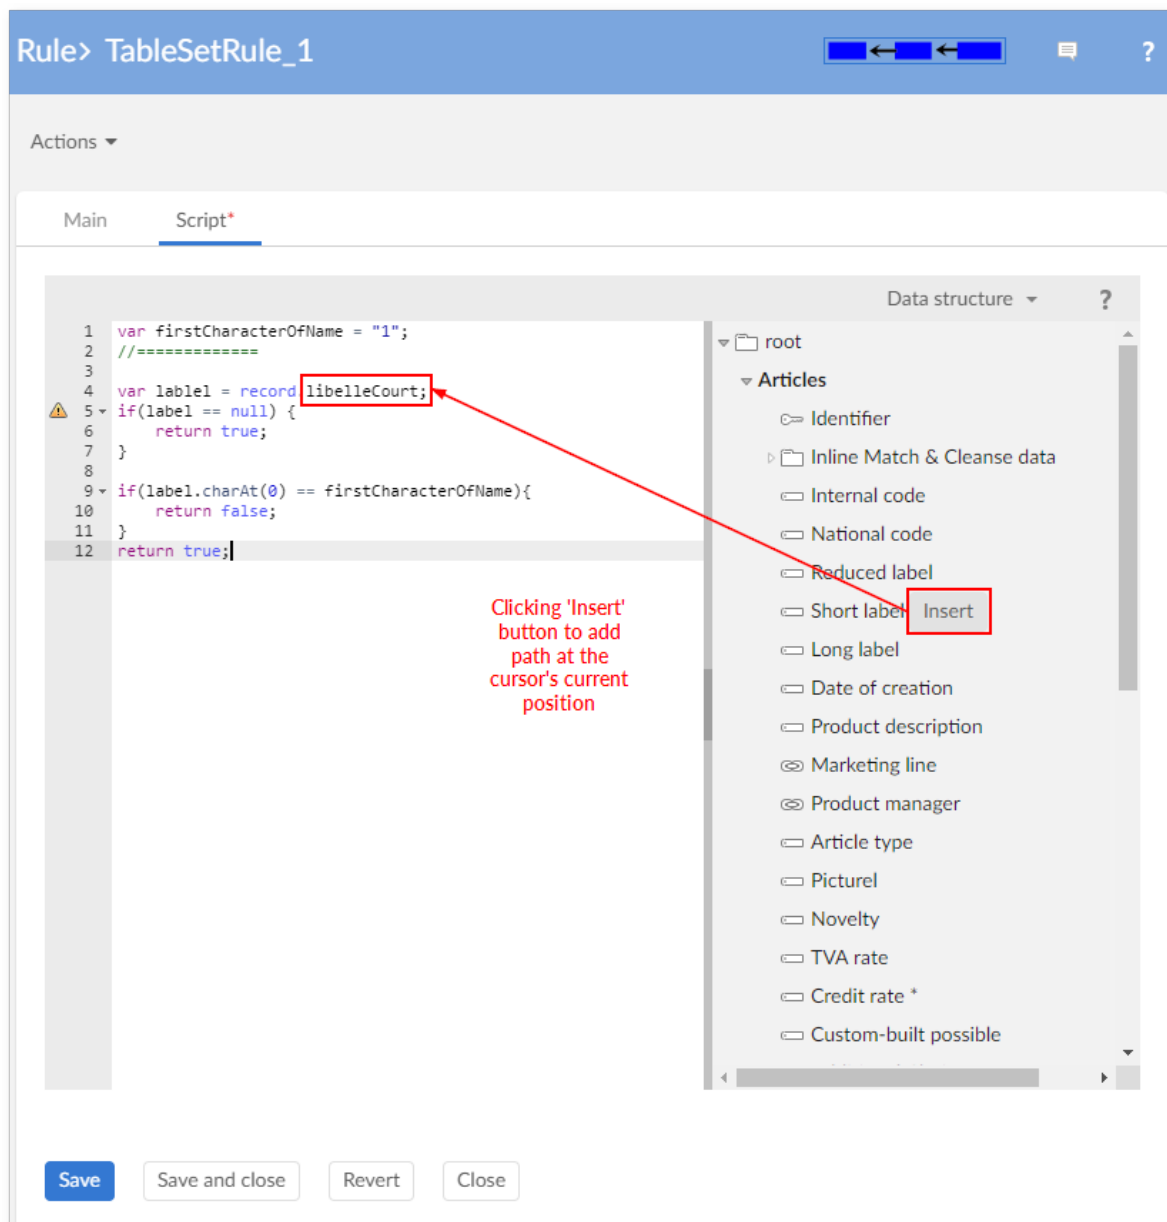 Rule> TableSetRule_1
?
Actions
Main
Script*
Data structure
?
1 var firstCharacterOfName = "1";
2 //=============
3
4 var lablel = record.libelleCourt;
5 if(label == null) {
6 return true;
7 }
8
9 if(label.charAt(0) == firstCharacterOfName){
10 return false;
11 }
12 return true;
Clicking 'Insert'
button to add
path at the
cursor's current
position
root
Articles
Identifier
Inline Match & Cleanse data
Internal code
National code
Reduced label
Short label Insert
Long label
Date of creation
Product description
Marketing line
Product manager
Article type
Picturel
Novelty
TVA rate
Credit rate *
Custom-built possible
Save
Save and close
Revert
Close